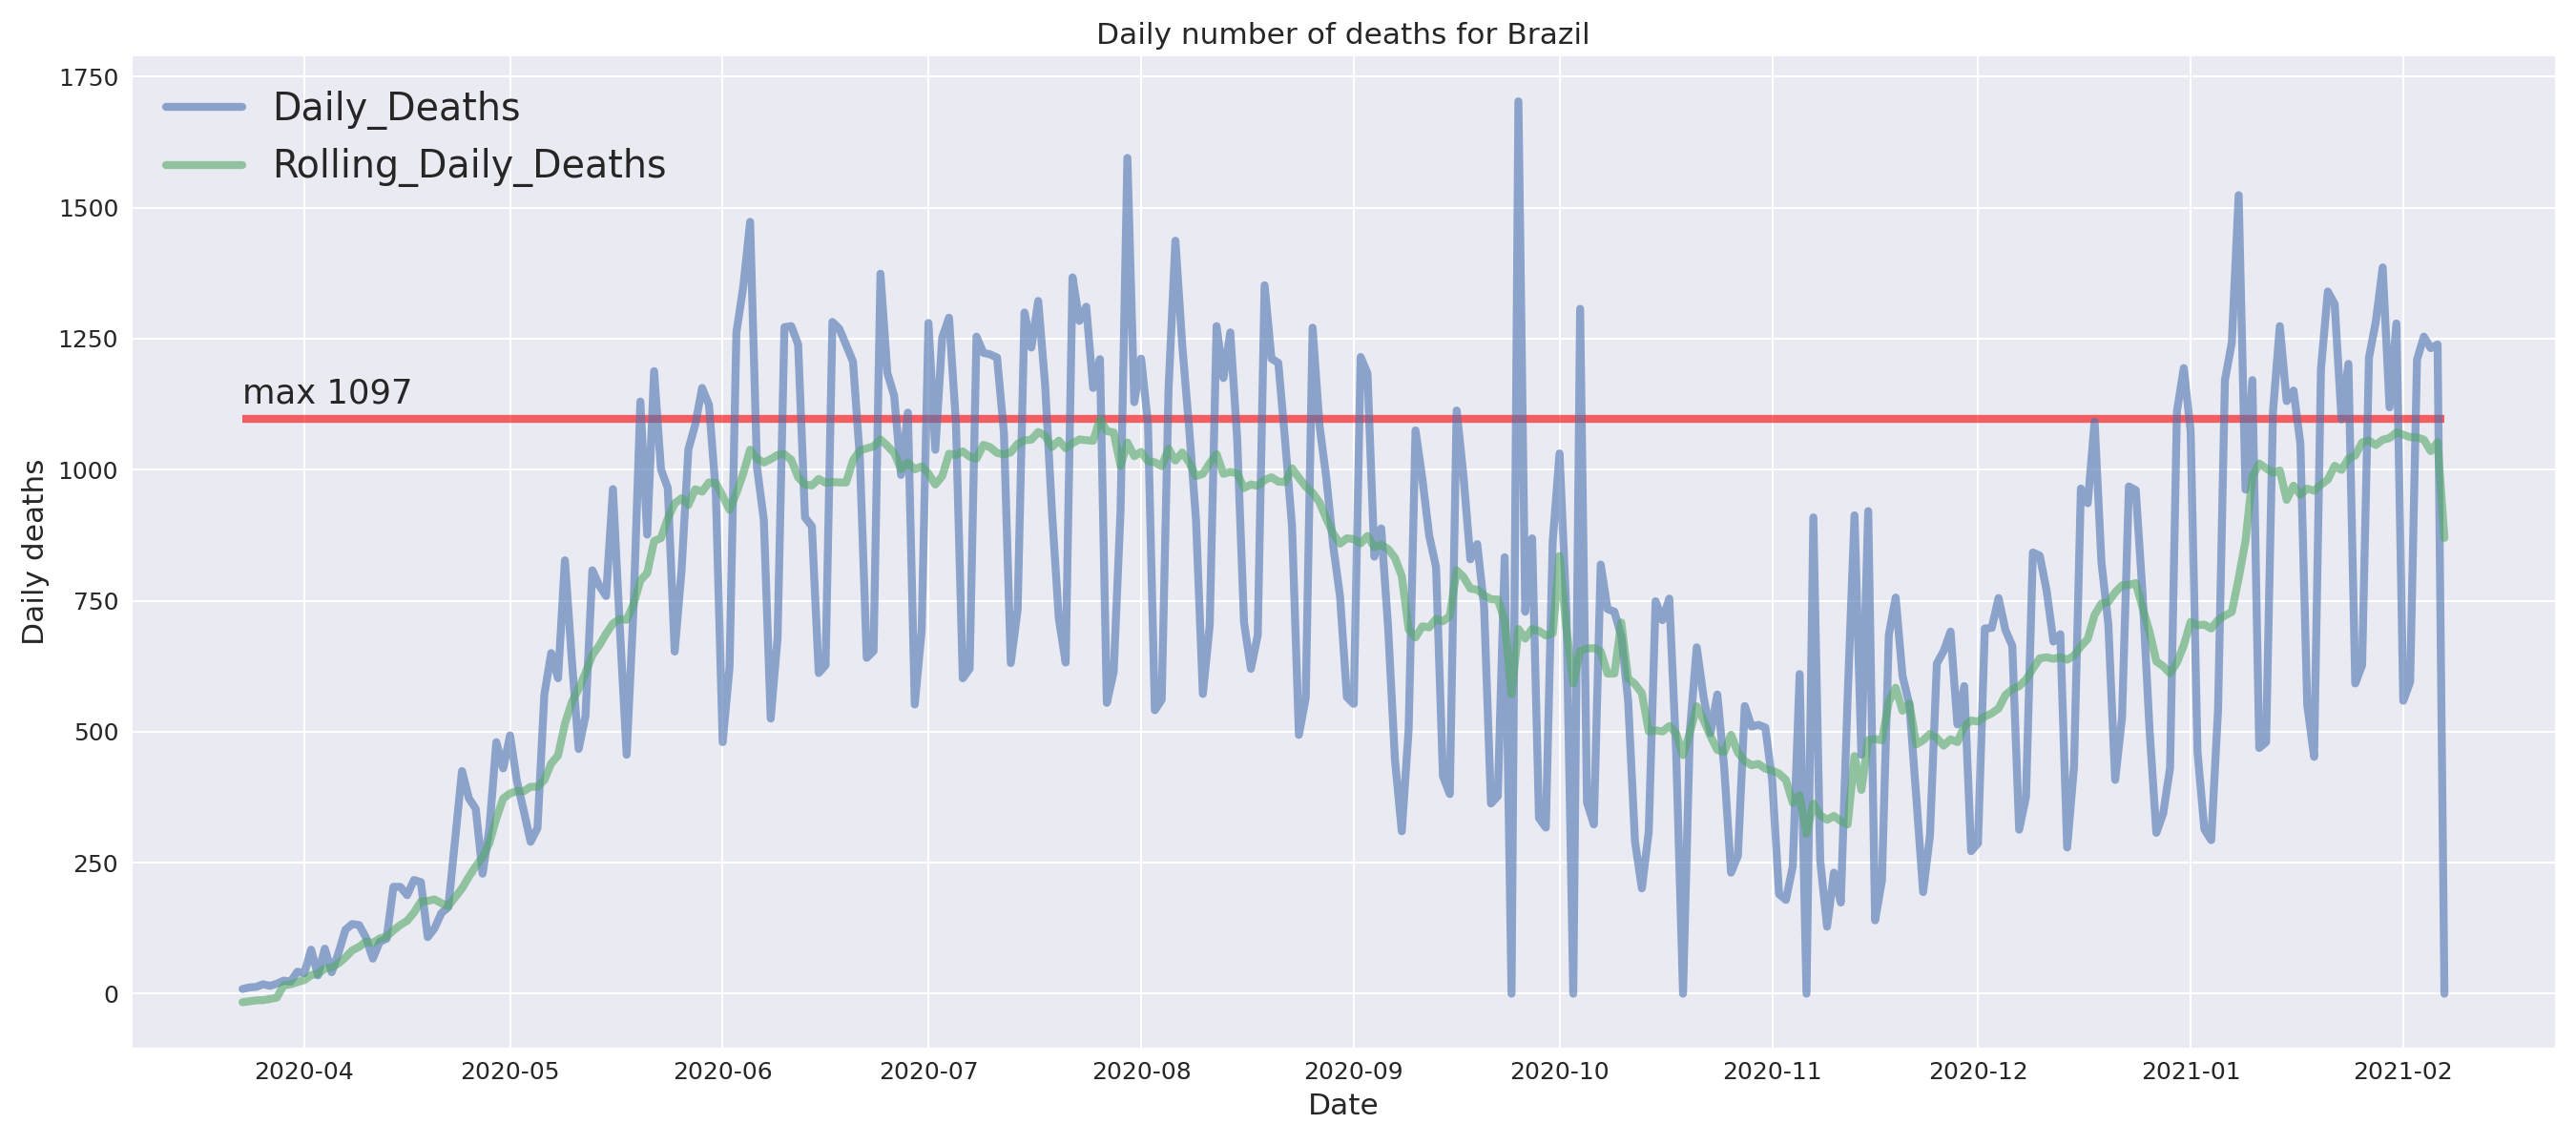 Daily number of deaths for Brazil
1750
1500
1250
1000
750
500
250
0
Daily deaths
Daily_Deaths
Rolling_Daily_Deaths
max 1097
2020-04 2020-05 2020-06 2020-07 2020-08 2020-09 2020-10 2020-11 2020-12 2021-01 2021-02
Date